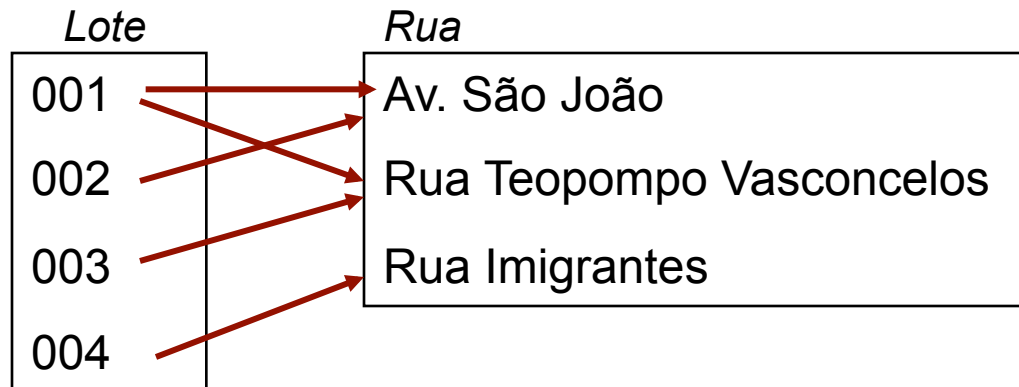 Lote Rua
001 Av. São João
002 Rua Teopompo Vasconcelos
003 Rua Imigrantes
004